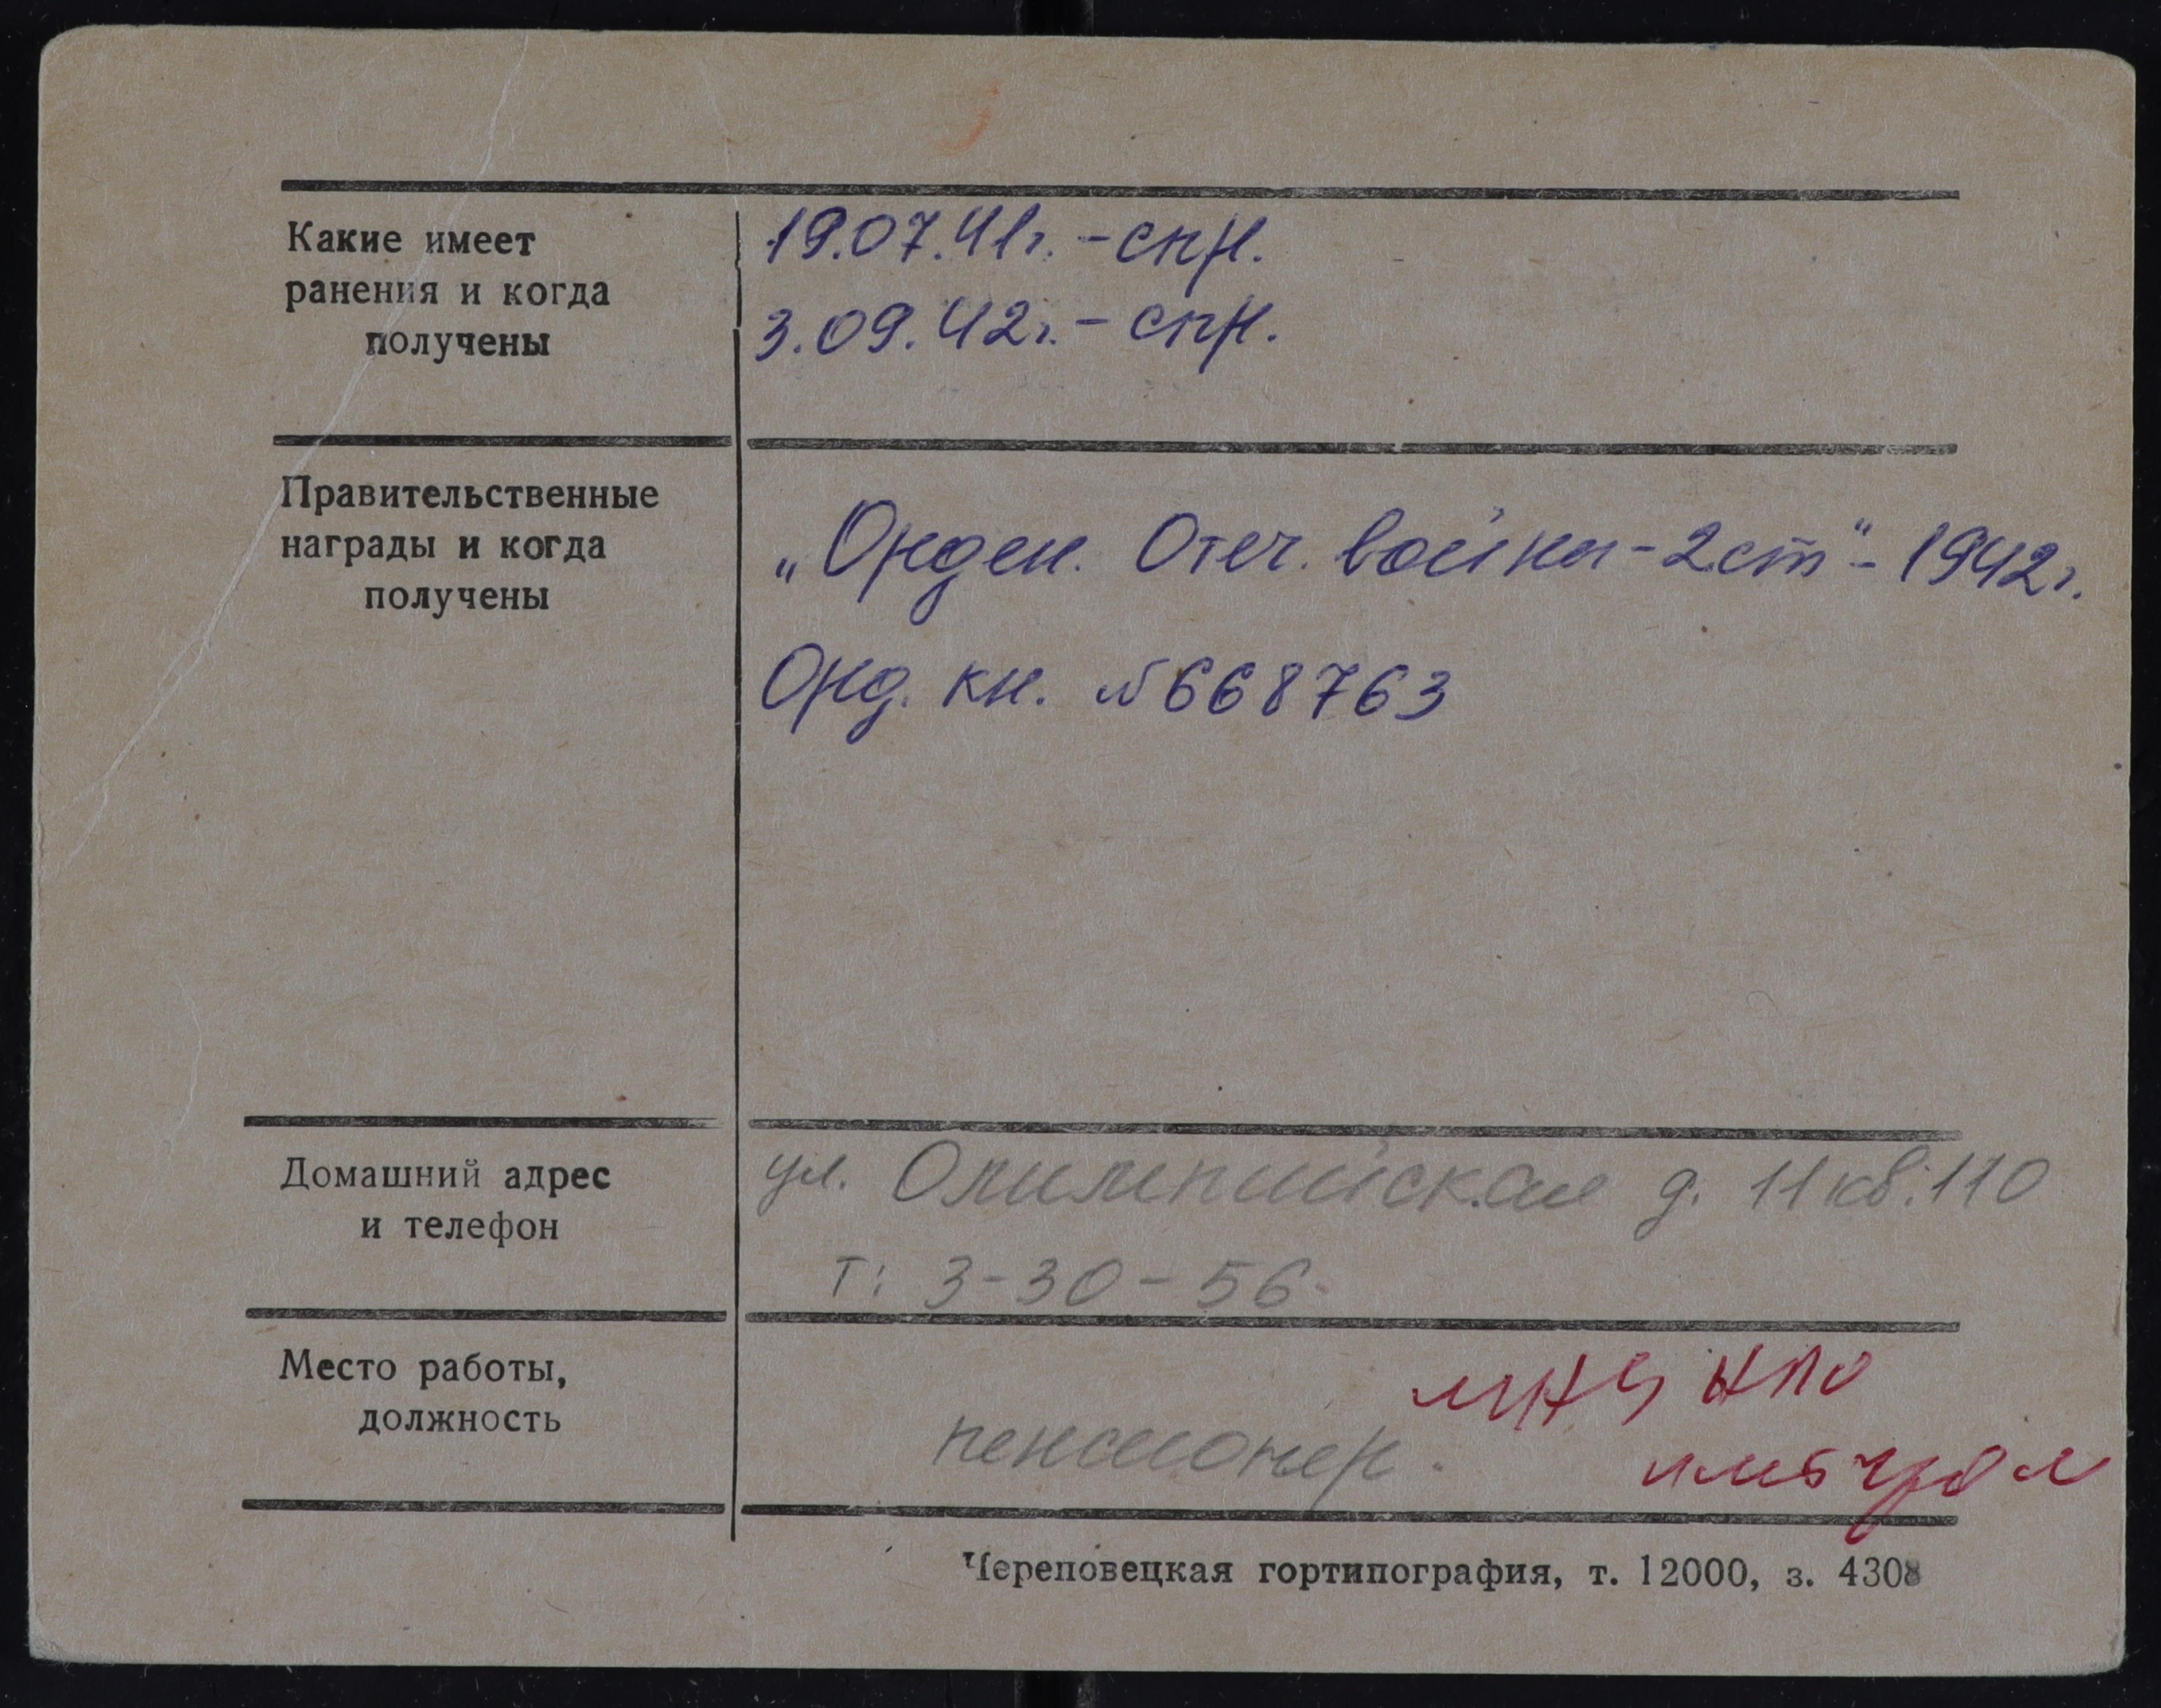 Какие имеет
ранения и когда
получены
19.07.41г. - спр.
3.09.42г. - спр.
Правительственные
награды и когда
получены
„Орден. Отеч. войны - 2 ст" - 1942г.
Орд. кн. №668763
Домашний адрес
и телефон
ул. Олимпийская д. 11 кв. 110
т: 3-30-56
Место работы,
должность
пенсионер.
Череповецкая гортипография, т. 12000, з. 4308